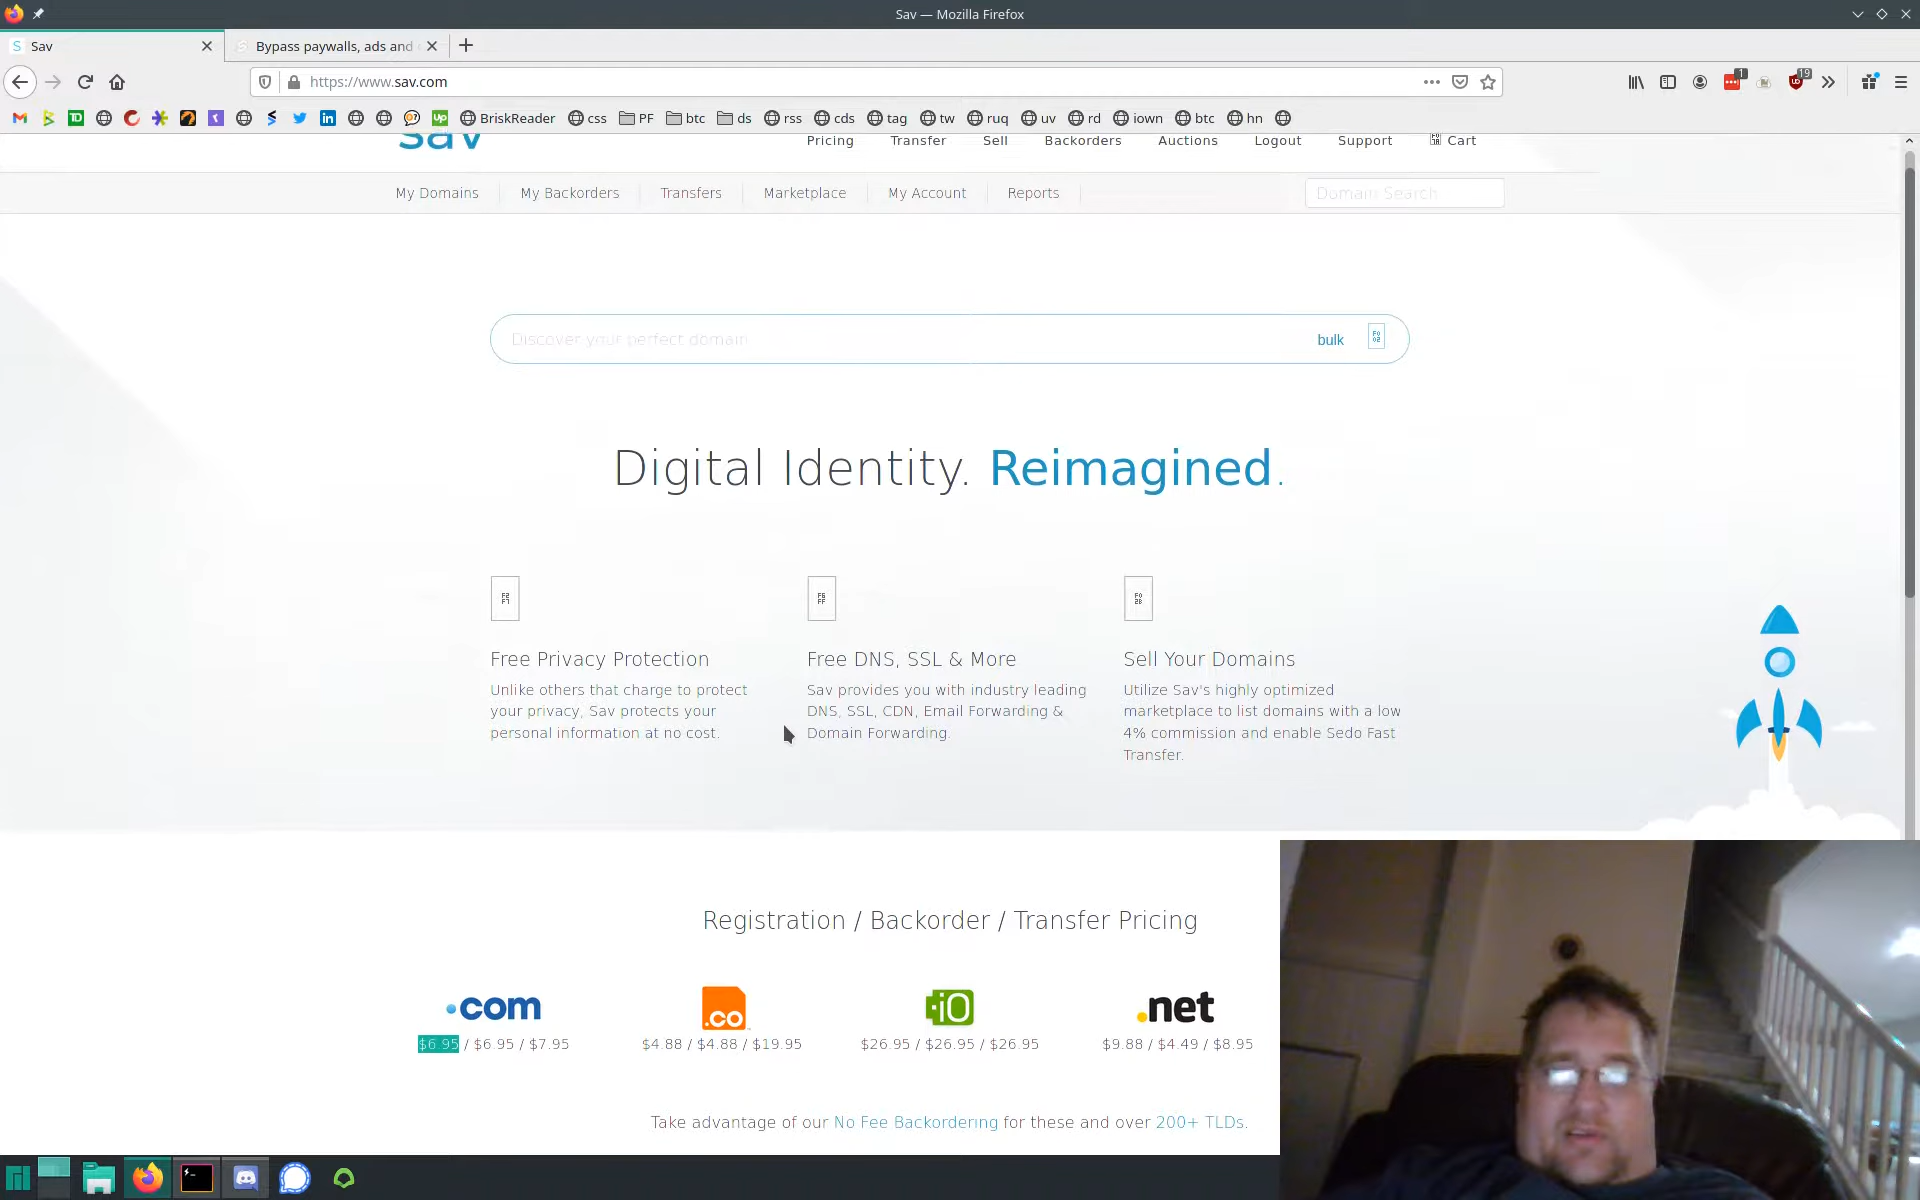 Sav — Mozilla Firefox
Sav
Bypass paywalls, ads and
https://www.sav.com
1
19
TD
up
BriskReader
css
PF
btc
ds
rss
cds
tag
tw
ruq
uv
rd
iown
btc
hn
sav
Pricing
Transfer
Sell
Backorders
Auctions
Logout
Support
Cart
My Domains
My Backorders
Transfers
Marketplace
My Account
Reports
Domain Search
Discover your perfect domain
bulk
Digital Identity. Reimagined.
Free Privacy Protection
Unlike others that charge to protect
your privacy, Sav protects your
personal information at no cost.
Free DNS, SSL & More
Sav provides you with industry leading
DNS, SSL, CDN, Email Forwarding &
Domain Forwarding.
Sell Your Domains
Utilize Sav's highly optimized
marketplace to list domains with a low
4% commission and enable Sedo Fast
Transfer.
Registration / Backorder / Transfer Pricing
.com
$6.95 / $6.95 / $7.95
.co
$4.88 / $4.88 / $19.95
.iO
$26.95 / $26.95 / $26.95
.net
$9.88 / $4.49 / $8.95
Take advantage of our No Fee Backordering for these and over 200+ TLDs.